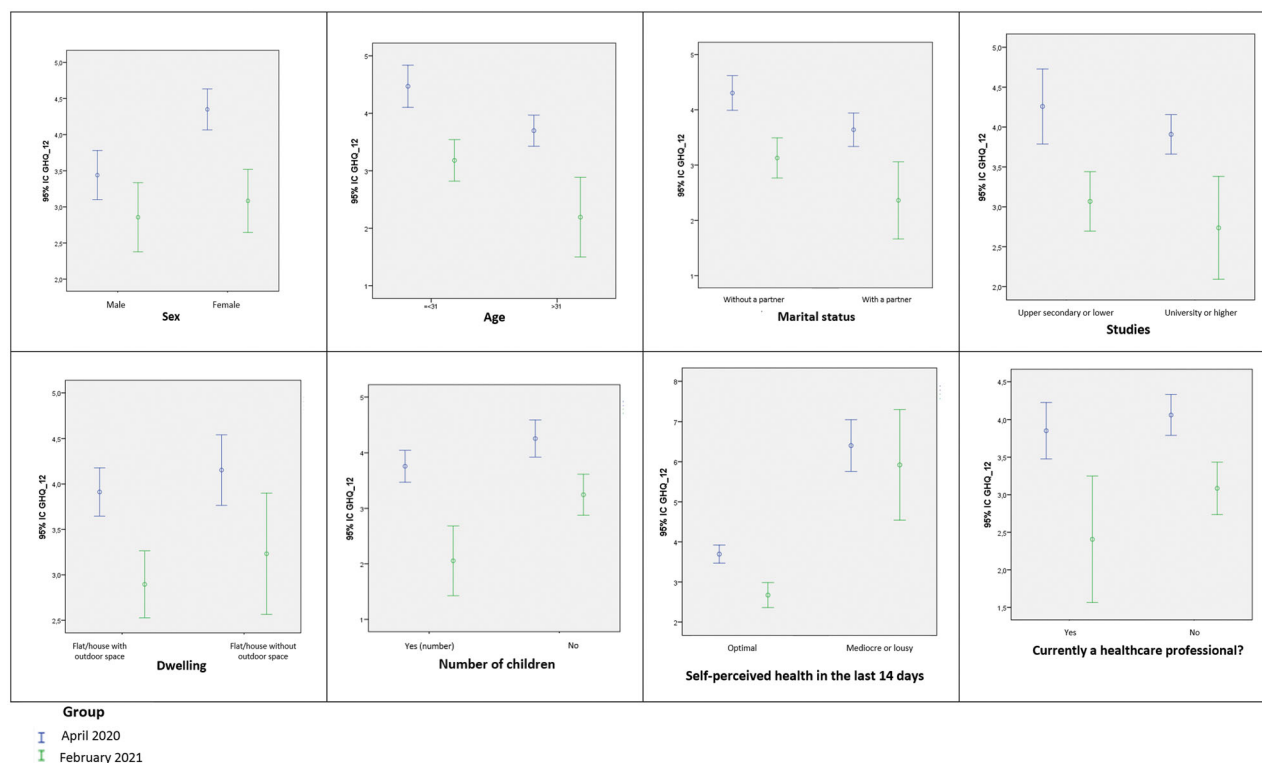 95% IC GHQ_12
5,0
4,5
4,0
3,5
3,0
2,5
2,0
Male Female
Sex
95% IC GHQ_12
5
4
3
2
1
=<31 >31
Age
95% IC GHQ_12
5
4
3
2
1
Without a partner With a partner
Marital status
95% IC GHQ_12
5,0
4,5
4,0
3,5
3,0
2,5
2,0
Upper secondary or lower University or higher
Studies
95% IC GHQ_12
5,0
4,5
4,0
3,5
3,0
2,5
Flat/house with Flat/house without
outdoor space outdoor space
Dwelling
95% IC GHQ_12
5
4
3
2
1
Yes (number) No
Number of children
95% IC GHQ_12
8
7
6
5
4
3
2
Optimal Mediocre or lousy
Self-perceived health in the last 14 days
95% IC GHQ_12
4,5
4,0
3,5
3,0
2,5
2,0
1,5
Yes No
Currently a healthcare professional?
Group
April 2020
February 2021